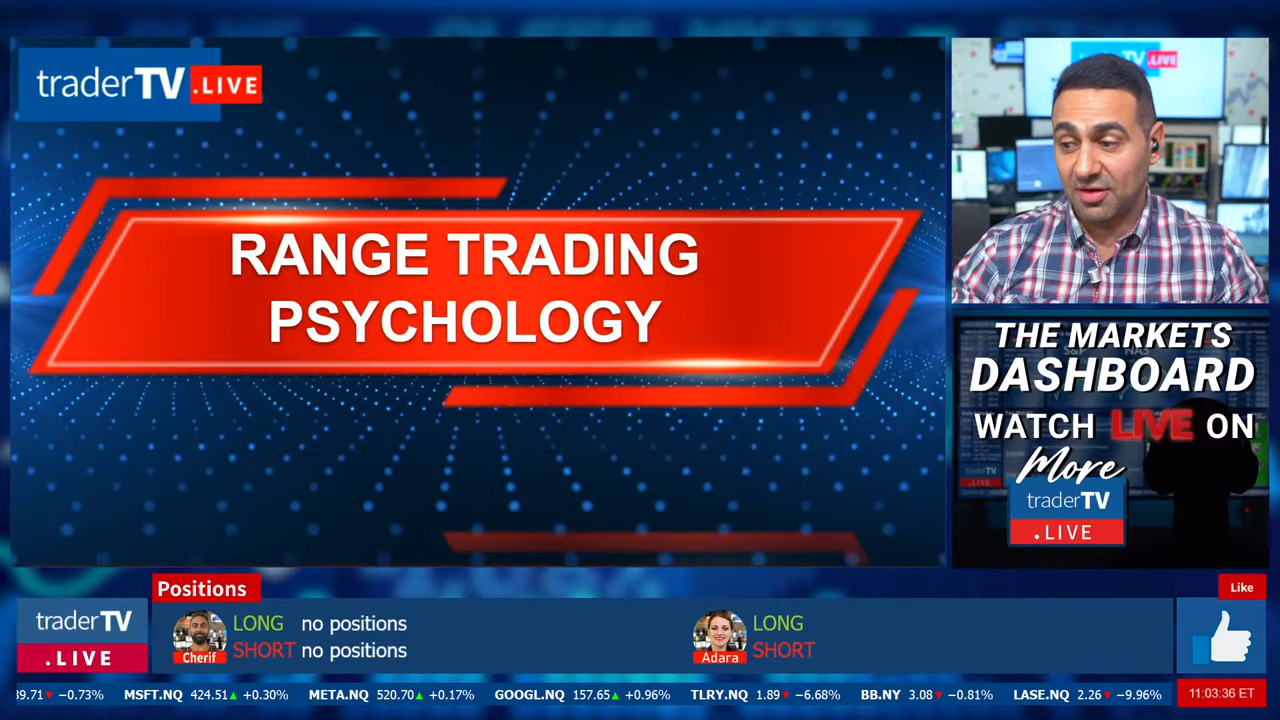 traderTV.LIVE
RANGE TRADING
PSYCHOLOGY
TV.LIVE
THE MARKETS
DASHBOARD
WATCH LIVE ON
More
traderTV
.LIVE
Positions
Like
traderTV
.LIVE
Cherif
LONG no positions
SHORT no positions
Adara
LONG
SHORT
39.71▼ −0.73% MSFT.NQ 424.51▲ +0.30% META.NQ 520.70▲ +0.17% GOOGL.NQ 157.65▲ +0.96% TLRY.NQ 1.89▼ −6.68% BB.NY 3.08▼ −0.81% LASE.NQ 2.26▼ −9.96%
11:03:36 ET